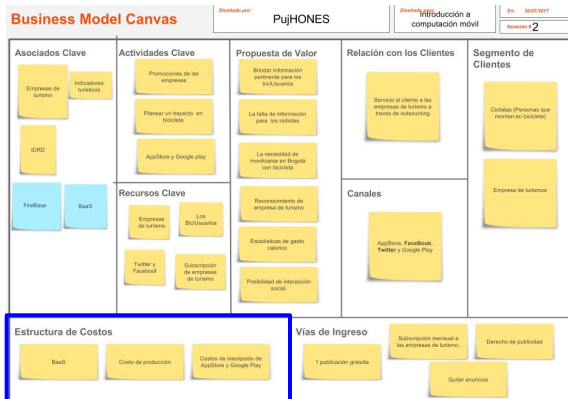 Business Model Canvas
Diseñado por:
PujHONES
Diseñado para:
Introducción a
computación móvil
En: 30/07/2017
Iteración # 2
Asociados Clave
Empresas de
turismo
Indicadores
turísticos
IDRD
FireBase
BaaS
Actividades Clave
Promociones de las
empresas
Planear un trayecto en
bicicleta
AppStore y Google play
Recursos Clave
Empresas
de turismo
Los
BiciUsuarios
Twitter y
Faceboof
Subscripción
de empresas
de turismo
Propuesta de Valor
Brindar información
pertinente para los
biciUsuarios
La falta de información
para los ciclistas
La necesidad de
movilizarse en Bogotá
con bicicleta
Reconocimiento de
empresa de turismo
Estadísticas de gasto
calorico
Posibilidad de interacción
social.
Relación con los Clientes
Servicio al cliente a las
empresas de turismo a
traves de outsourcing
Canales
AppStore, FaceBook,
Twitter y Google Play
Segmento de
Clientes
Ciclistas (Personas que
montan en bicicleta)
Empresa de turismos
Estructura de Costos
BaaS
Costo de producción
Costos de inscripción de
AppStore y Google Play
Vías de Ingreso
1 publicación gratuita
Subscripción mensual a
las empresas de turismo.
Derecho de publicidad
Quitar anuncios